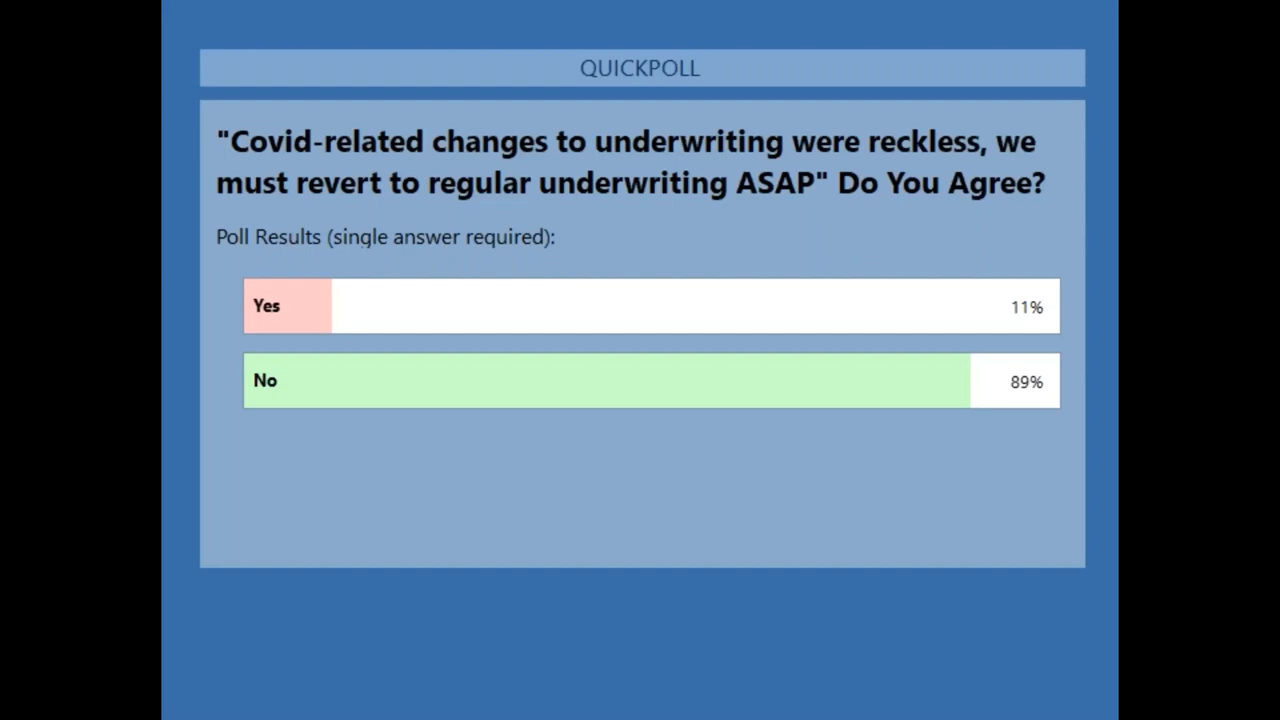 QUICKPOLL
"Covid-related changes to underwriting were reckless, we
must revert to regular underwriting ASAP" Do You Agree?
Poll Results (single answer required):
Yes 11%
No 89%